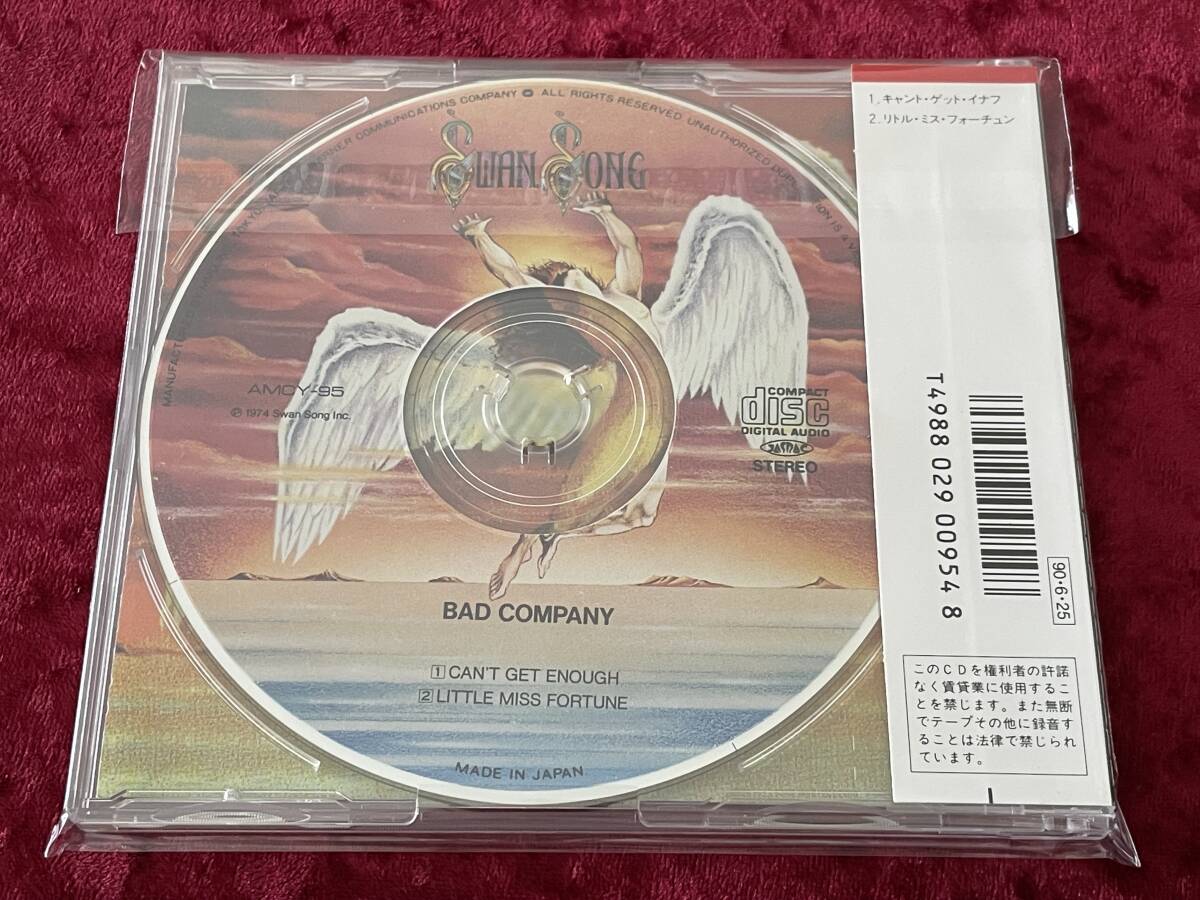 MANUFACT
RNER COMMUNICATIONS COMPANY ALL RIGHTS RESERVED UNAUTHORIZED
SWAN SONG
AMCY-95
℗ 1974 Swan Song Inc.
COMPACT
disc
DIGITAL AUDIO
JASRAC
STEREO
BAD COMPANY
1 CAN'T GET ENOUGH
2 LITTLE MISS FORTUNE
MADE IN JAPAN
1. キャント・ゲット・イナフ
2. リトル・ミス・フォーチュン
T4988 029 00954 8
90・6・25
このCDを権利者の許諾
なく賃貸業に使用するこ
とを禁じます。また無断
でテープその他に録音す
ることは法律で禁じられ
ています。